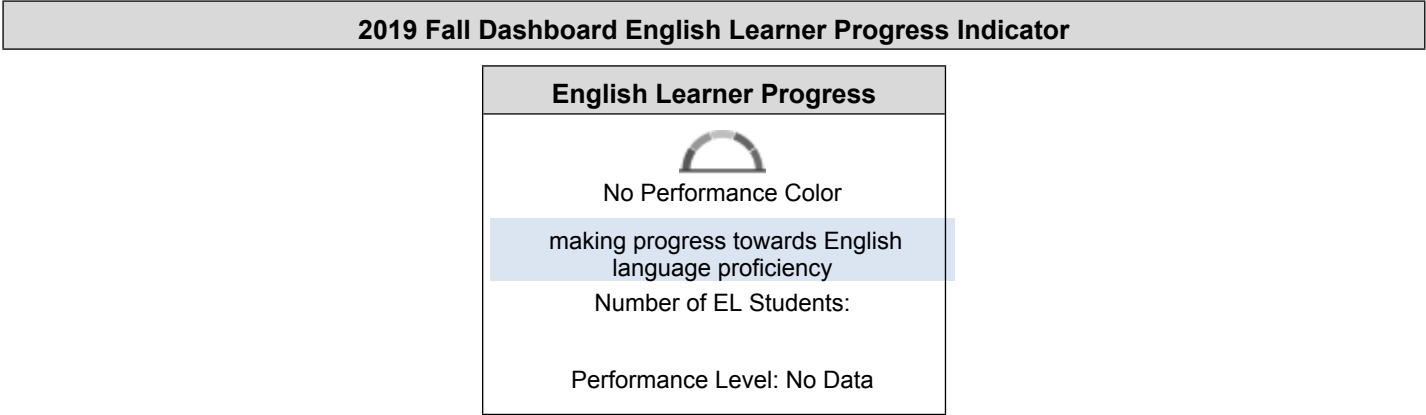 2019 Fall Dashboard English Learner Progress Indicator
English Learner Progress
No Performance Color
making progress towards English
language proficiency
Number of EL Students:
Performance Level: No Data